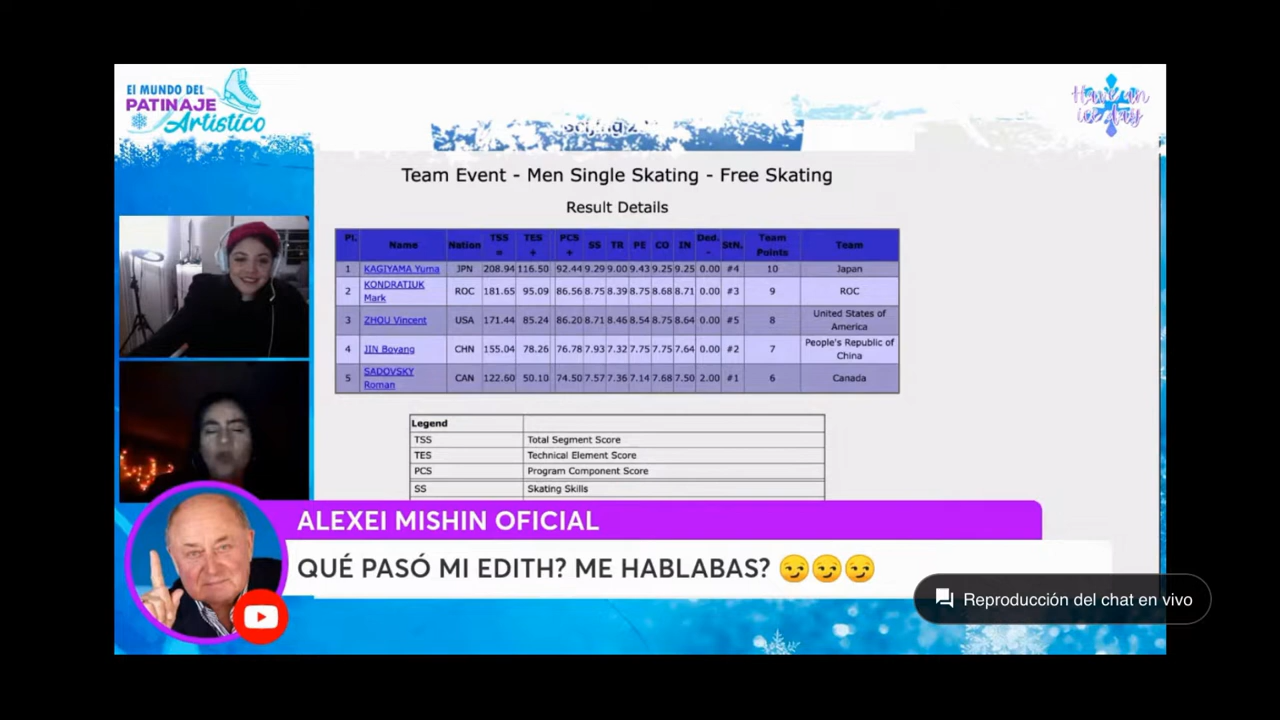 El MUNDO DEL
PATINAJE
Artístico
Have an
ice day
Team Event - Men Single Skating - Free Skating
Result Details
Pl. Name Nation TSS = TES + PCS + SS TR PE CO IN Ded. - StN. Team Points Team
1 KAGIYAMA Yuma JPN 208.94 116.50 92.44 9.29 9.00 9.43 9.25 9.25 0.00 #4 10 Japan
2 KONDRATIUK Mark ROC 181.65 95.09 86.56 8.75 8.39 8.75 8.68 8.71 0.00 #3 9 ROC
3 ZHOU Vincent USA 171.44 85.24 86.20 8.71 8.46 8.54 8.75 8.64 0.00 #5 8 United States of America
4 JIN Boyang CHN 155.04 78.26 76.78 7.93 7.32 7.75 7.75 7.64 0.00 #2 7 People's Republic of China
5 SADOVSKY Roman CAN 122.60 50.10 74.50 7.57 7.36 7.14 7.68 7.50 2.00 #1 6 Canada
Legend
TSS Total Segment Score
TES Technical Element Score
PCS Program Component Score
SS Skating Skills
ALEXEI MISHIN OFICIAL
QUÉ PASÓ MI EDITH? ME HABLABAS? 😏😏😏
Reproducción del chat en vivo